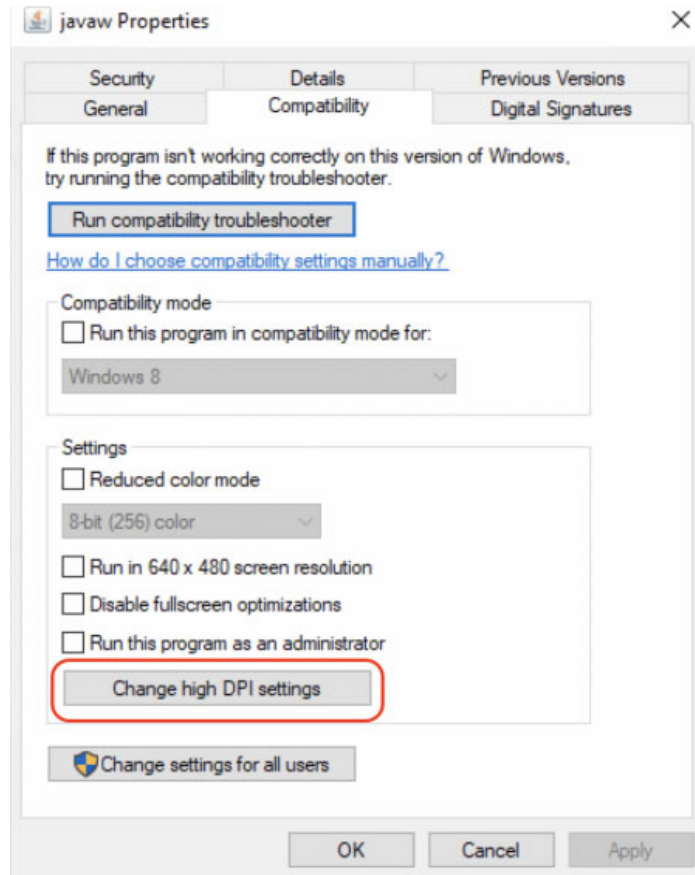 javaw Properties
Security
Details
Previous Versions
General
Compatibility
Digital Signatures
If this program isn't working correctly on this version of Windows,
try running the compatibility troubleshooter.
Run compatibility troubleshooter
How do I choose compatibility settings manually?
Compatibility mode
Run this program in compatibility mode for:
Windows 8
Settings
Reduced color mode
8-bit (256) color
Run in 640 x 480 screen resolution
Disable fullscreen optimizations
Run this program as an administrator
Change high DPI settings
Change settings for all users
OK
Cancel
Apply